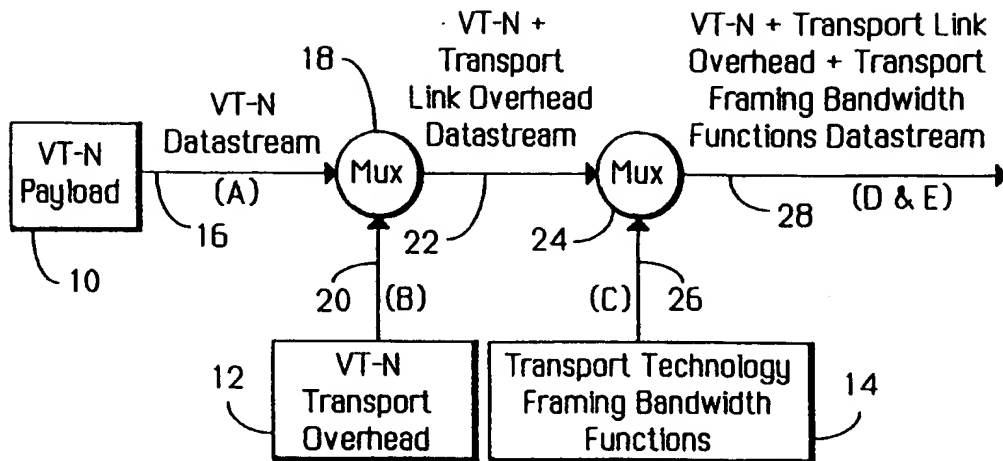 VT-N +
Transport
Link Overhead
Datastream
VT-N + Transport Link
Overhead + Transport
Framing Bandwidth
Functions Datastream
18
VT-N
Datastream
VT-N
Payload
(A)
Mux
Mux
(D & E)
16
22
24
28
10
20
(B)
(C)
26
12
VT-N
Transport
Overhead
Transport Technology
Framing Bandwidth
Functions
14